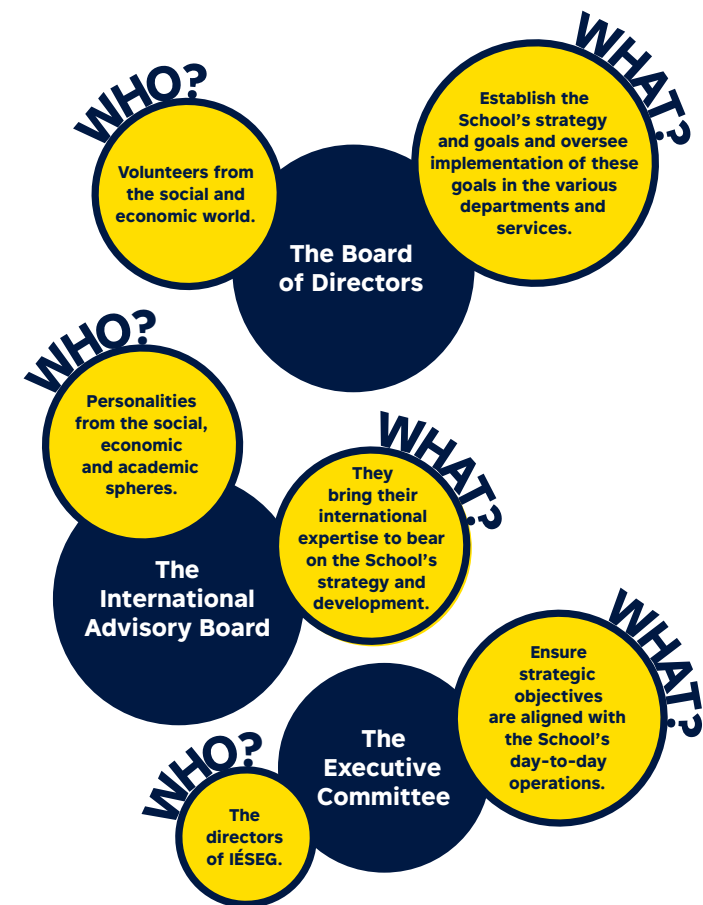 WHO?
Volunteers from
the social and
economic world.
The Board
of Directors
WHAT?
Establish the
School's strategy
and goals and oversee
implementation of these
goals in the various
departments and
services.
WHO?
Personalities
from the social,
economic
and academic
spheres.
The
International
Advisory Board
WHAT?
They
bring their
international
expertise to bear
on the School's
strategy and
development.
WHO?
The
directors
of IÉSEG.
The
Executive
Committee
WHAT?
Ensure
strategic
objectives
are aligned with
the School's
day-to-day
operations.